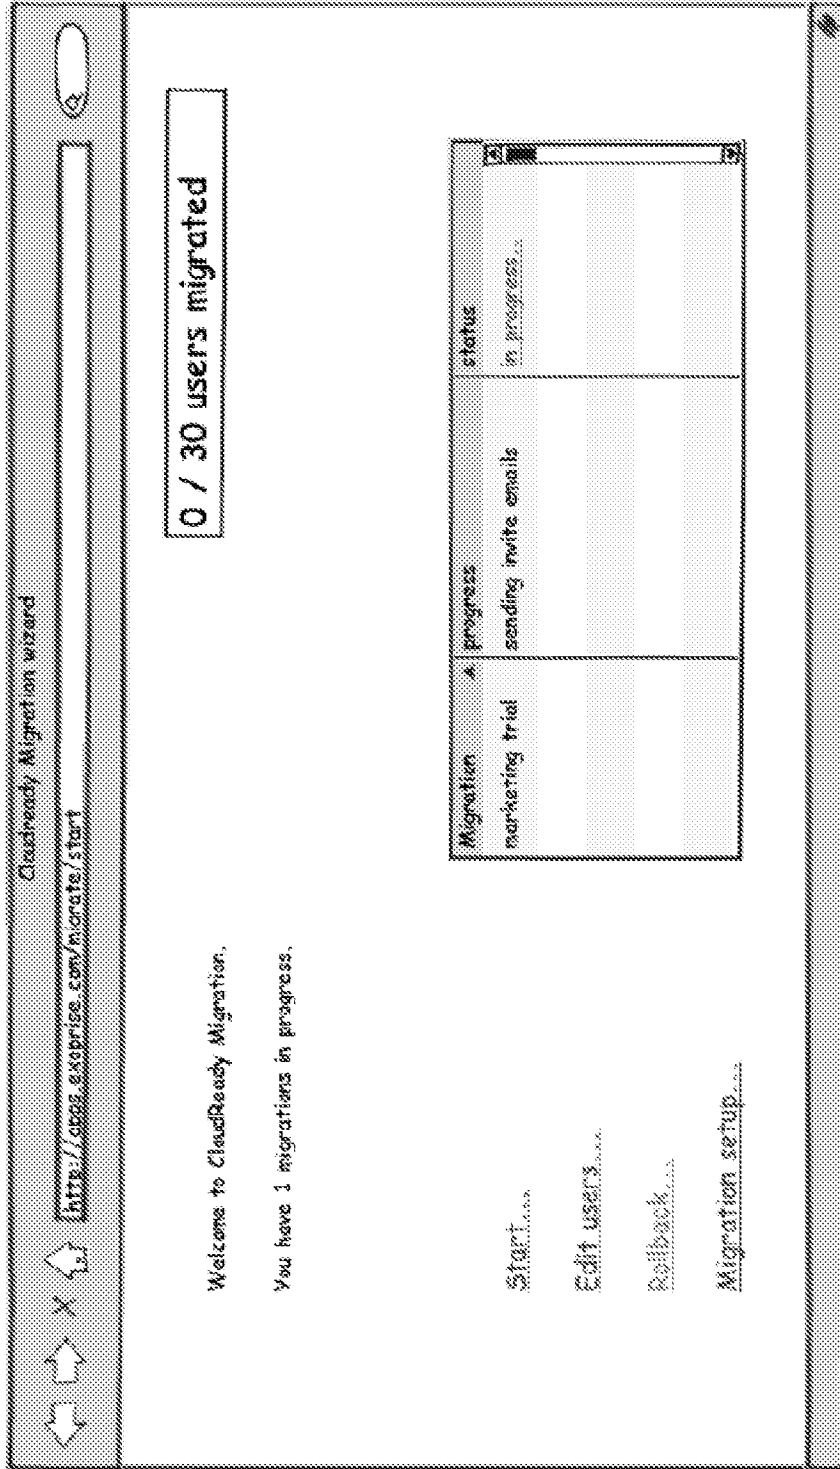 Cloudready Migration wizard
http://apps.exoprise.com/migrate/start
0 / 30 users migrated
Welcome to CloudReady Migration.
You have 1 migrations in progress.
Migration progress status
marketing trial sending invite emails in progress...
Start...
Edit users...
Rollback...
Migration setup...